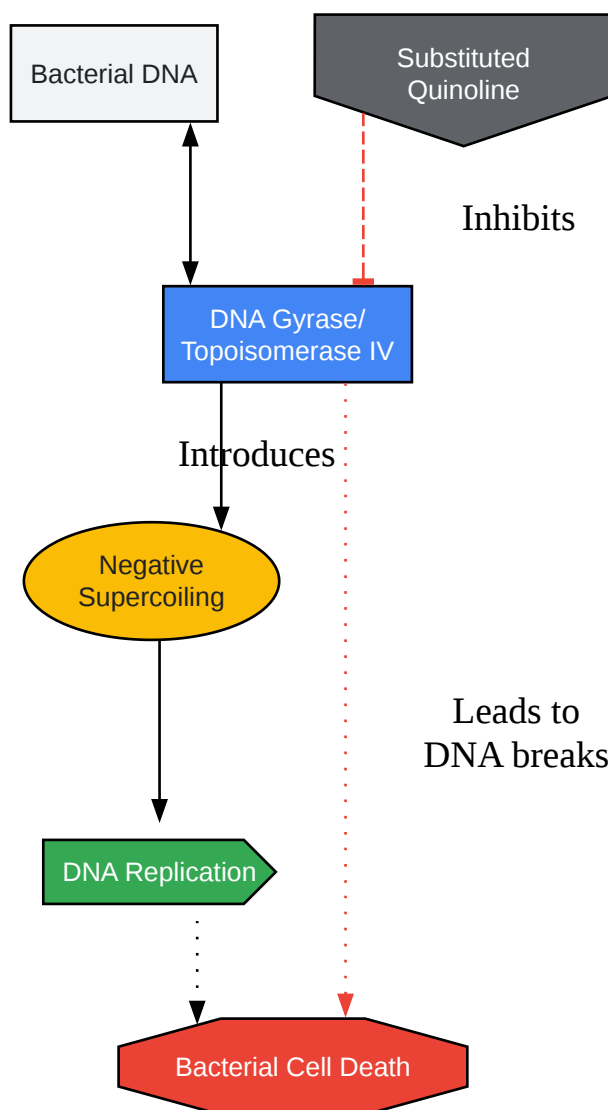 Bacterial DNA
Substituted
Quinoline
Inhibits
DNA Gyrase/
Topoisomerase IV
Introduces
Negative
Supercoiling
Leads to
DNA breaks
DNA Replication
Bacterial Cell Death